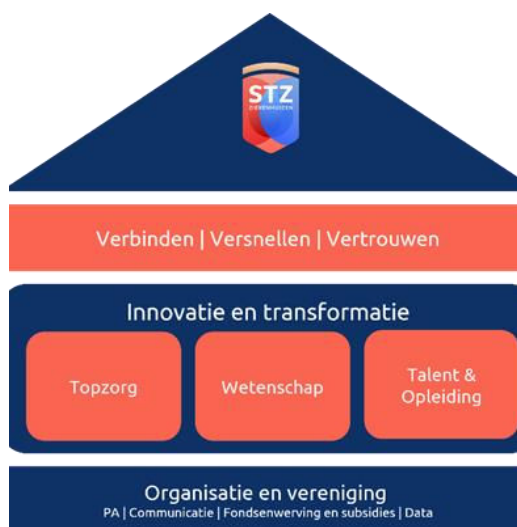 STZ
ZIEKENHUIZEN
Verbinden | Versnellen | Vertrouwen
Innovatie en transformatie
Topzorg
Wetenschap
Talent &
Opleiding
Organisatie en vereniging
PA | Communicatie | Fondsenwerving en subsidies | Data